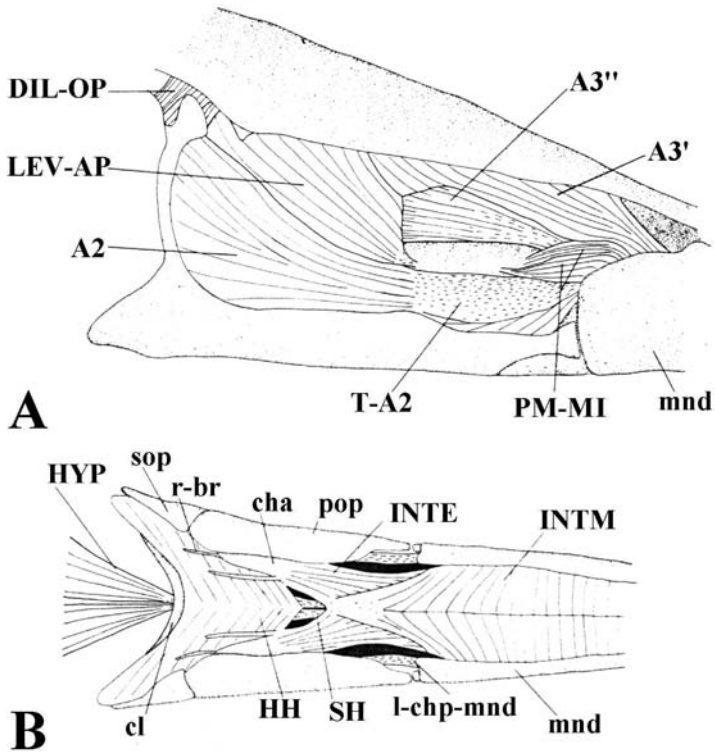 A3''
DIL-OP
A3'
LEV-AP
A2
T-A2 PM-MI mnd
A
HYP sop r-br cha pop INTE INTM
cl HH SH l-chp-mnd mnd
B